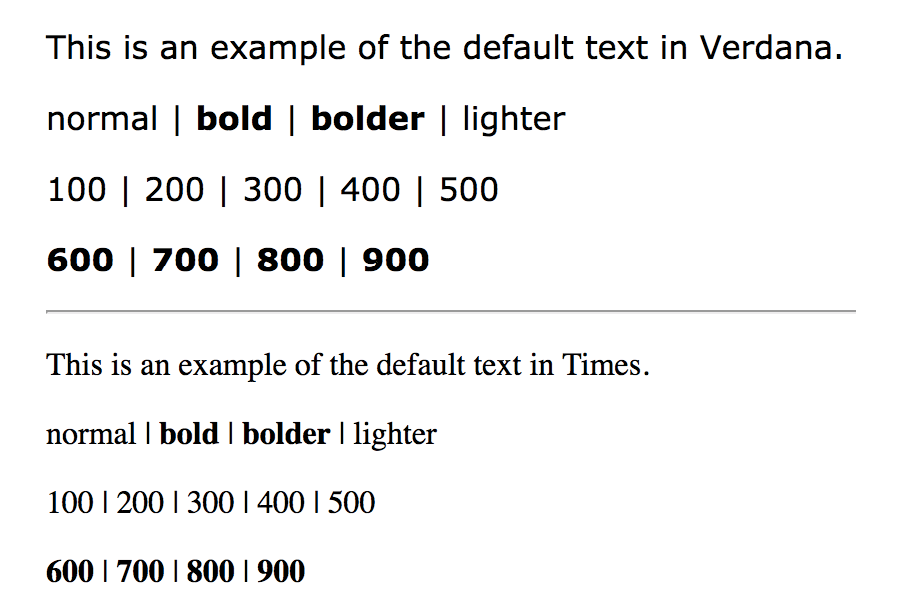 This is an example of the default text in Verdana.
normal | bold | bolder | lighter
100 | 200 | 300 | 400 | 500
600 | 700 | 800 | 900
This is an example of the default text in Times.
normal | bold | bolder | lighter
100 | 200 | 300 | 400 | 500
600 | 700 | 800 | 900